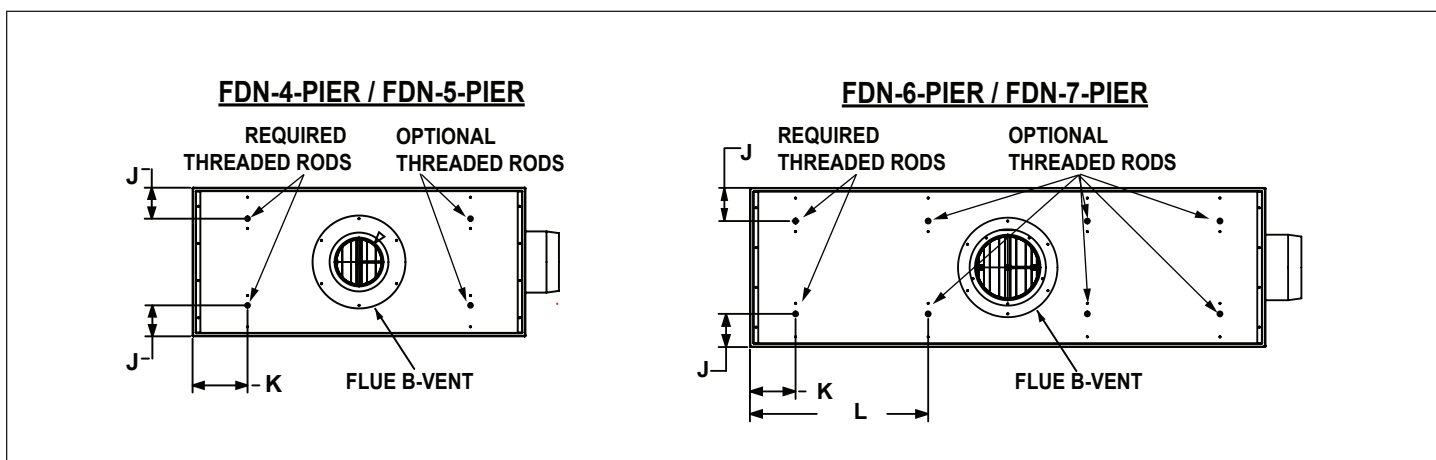 FDN-4-PIER / FDN-5-PIER
REQUIRED
THREADED RODS
OPTIONAL
THREADED RODS
J
J
K
FLUE B-VENT
FDN-6-PIER / FDN-7-PIER
REQUIRED
THREADED RODS
OPTIONAL
THREADED RODS
J
J
K
L
FLUE B-VENT